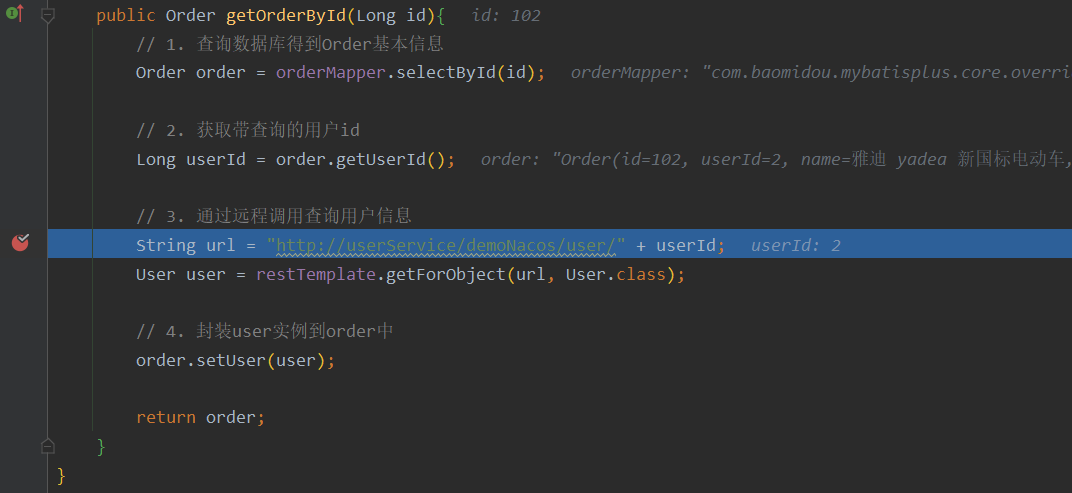 public Order getOrderById(Long id){ id: 102
// 1. 查询数据库得到Order基本信息
Order order = orderMapper.selectById(id); orderMapper: "com.baomidou.mybatisplus.core.overri
// 2. 获取带查询的用户id
Long userId = order.getUserId(); order: "Order(id=102, userId=2, name=雅迪 yadea 新国标电动车,
// 3. 通过远程调用查询用户信息
String url = "http://userService/demoNacos/user/" + userId; userId: 2
User user = restTemplate.getForObject(url, User.class);
// 4. 封装user实例到order中
order.setUser(user);
return order;
}
}